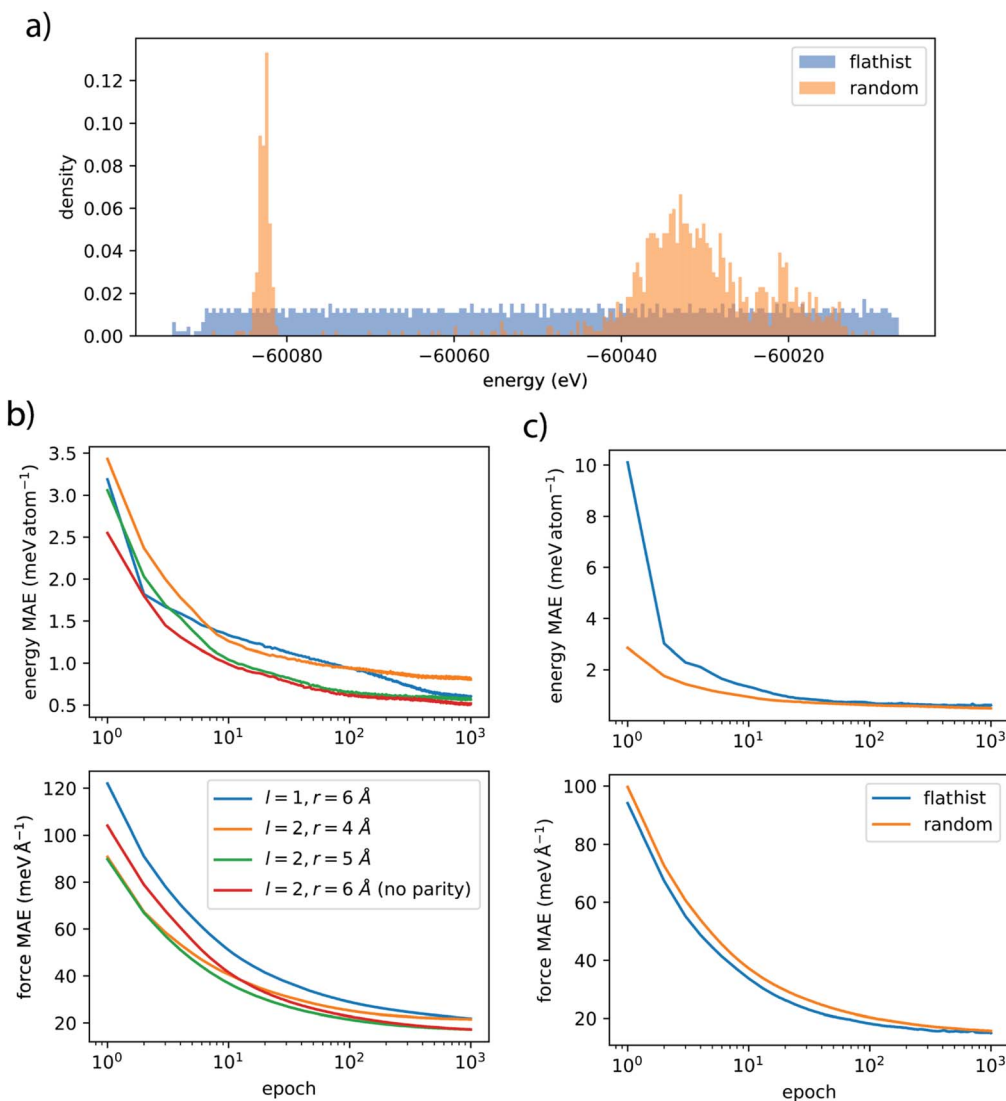 a)
flathist
random
0.12
0.10
0.08
0.06
0.04
0.02
0.00
density
−60080 −60060 −60040 −60020
energy (eV)
b)
3.5
3.0
2.5
2.0
1.5
1.0
0.5
energy MAE (meV atom⁻¹)
10⁰ 10¹ 10² 10³
120
100
80
60
40
20
force MAE (meV Å⁻¹)
l = 1, r = 6 Å
l = 2, r = 4 Å
l = 2, r = 5 Å
l = 2, r = 6 Å (no parity)
10⁰ 10¹ 10² 10³
epoch
c)
10
8
6
4
2
energy MAE (meV atom⁻¹)
10⁰ 10¹ 10² 10³
100
80
60
40
20
force MAE (meV Å⁻¹)
flathist
random
10⁰ 10¹ 10² 10³
epoch